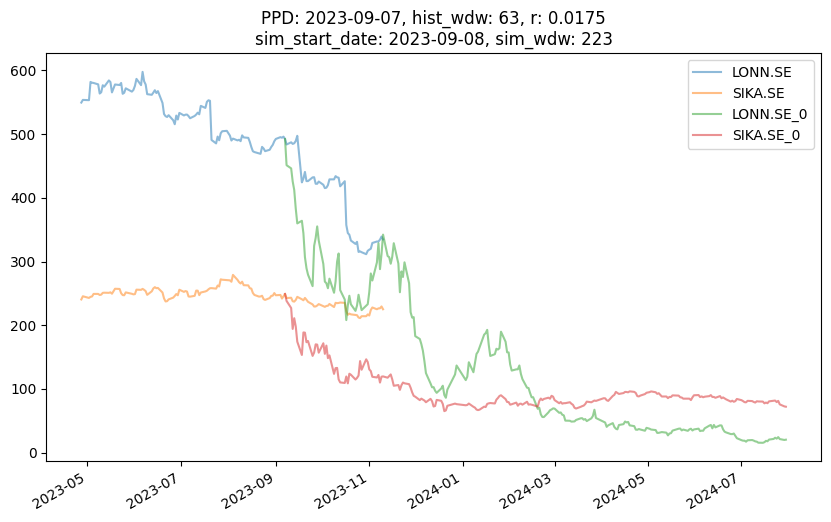 PPD: 2023-09-07, hist_wdw: 63, r: 0.0175
sim_start_date: 2023-09-08, sim_wdw: 223
LONN.SE
SIKA.SE
LONN.SE_0
SIKA.SE_0
600
500
400
300
200
100
0
2023-05
2023-07
2023-09
2023-11
2024-01
2024-03
2024-05
2024-07